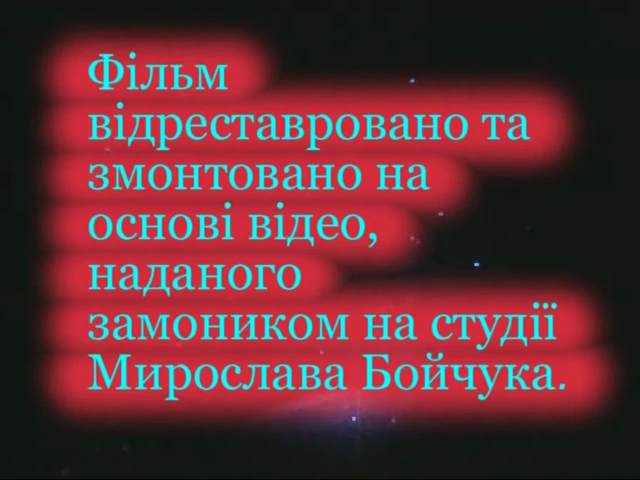 Фільм
відреставровано та
змонтовано на
основі відео,
наданого
замоником на студії
Мирослава Бойчука.